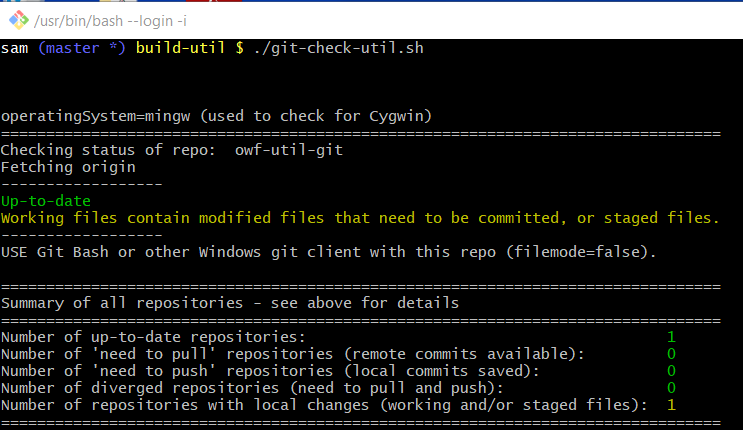 /usr/bin/bash --login -i
sam (master *) build-util $ ./git-check-util.sh
operatingSystem=mingw (used to check for Cygwin)
================================================================================
Checking status of repo:  owf-util-git
Fetching origin
------------------
Up-to-date
Working files contain modified files that need to be committed, or staged files.
------------------
USE Git Bash or other Windows git client with this repo (filemode=false).
================================================================================
Summary of all repositories - see above for details
================================================================================
Number of up-to-date repositories:                                        1
Number of 'need to pull' repositories (remote commits available):         0
Number of 'need to push' repositories (local commits saved):              0
Number of diverged repositories (need to pull and push):                  0
Number of repositories with local changes (working and/or staged files):  1
================================================================================